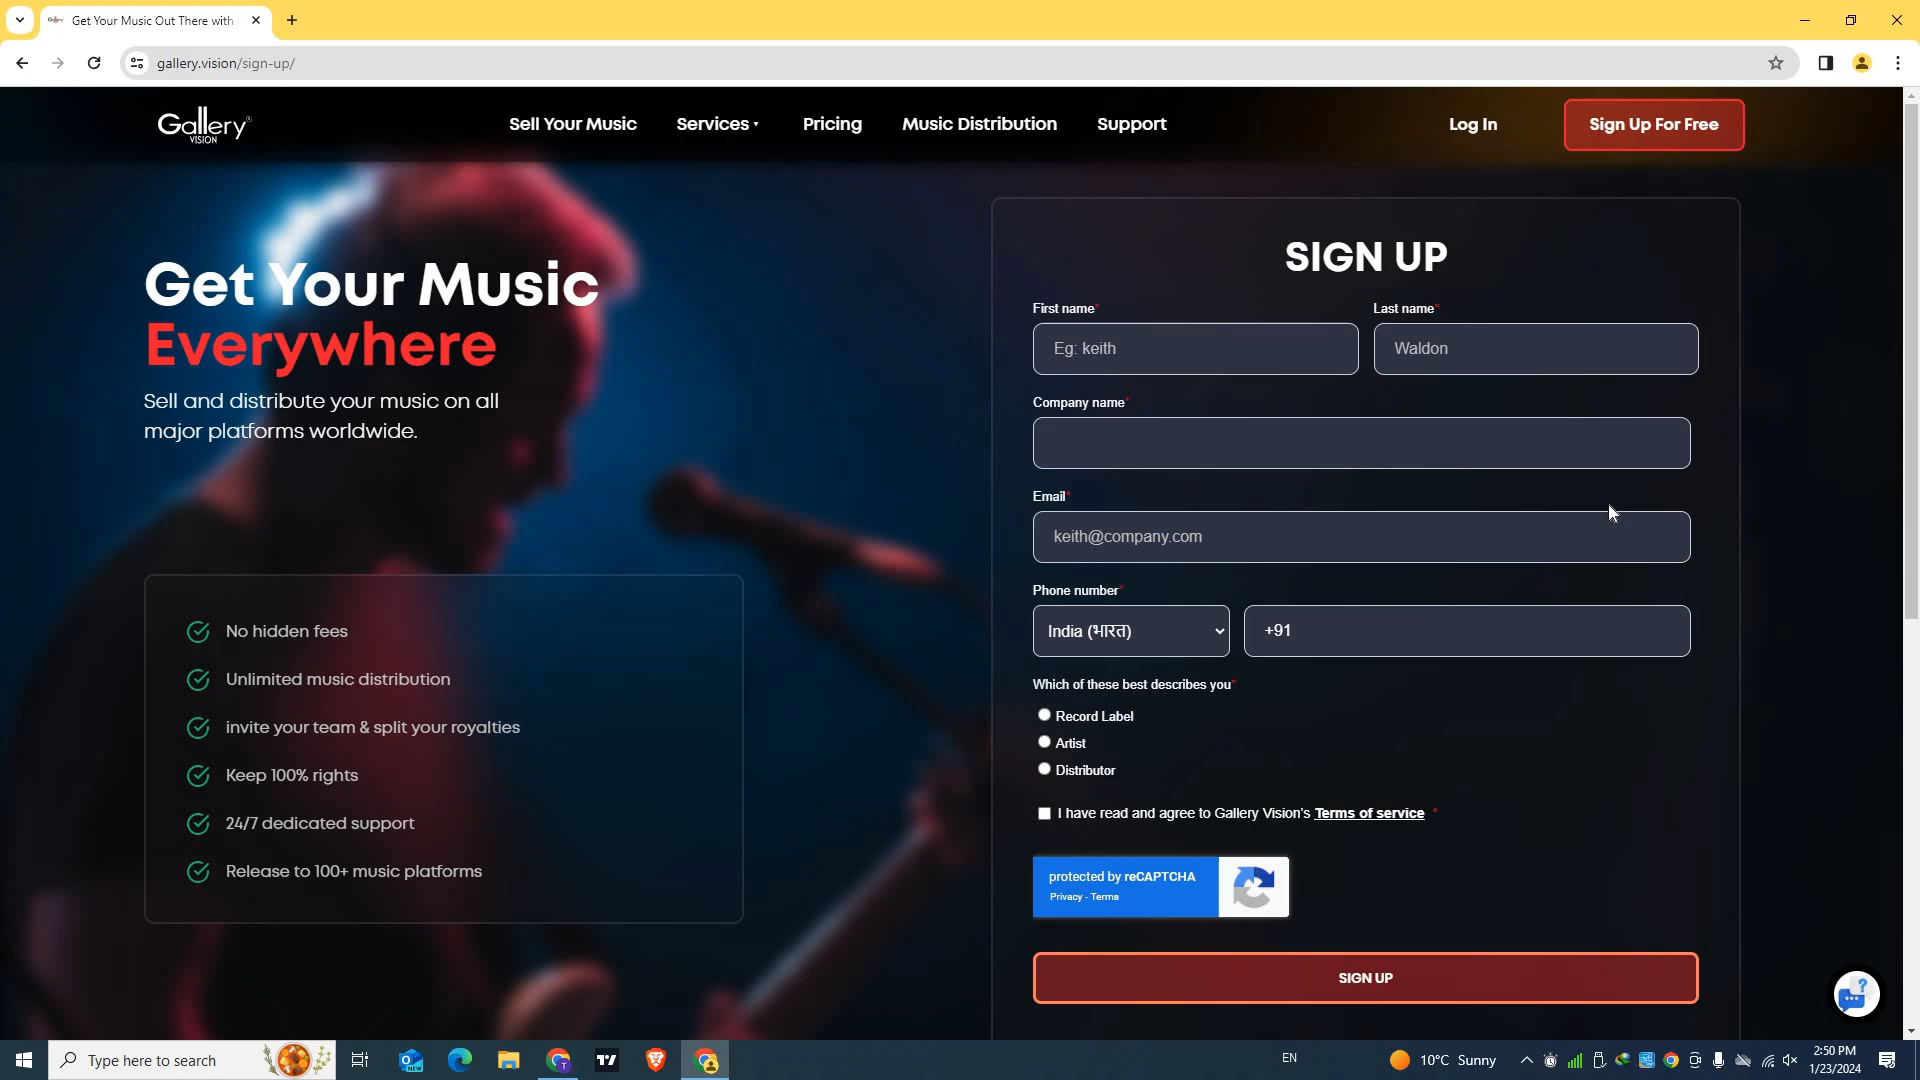 Get Your Music Out There with
gallery.vision/sign-up/
Gallery
VISION
Sell Your Music
Services
Pricing
Music Distribution
Support
Log In
Sign Up For Free
Get Your Music
Everywhere
Sell and distribute your music on all
major platforms worldwide.
No hidden fees
Unlimited music distribution
invite your team & split your royalties
Keep 100% rights
24/7 dedicated support
Release to 100+ music platforms
SIGN UP
First name*
Last name*
Eg: keith
Waldon
Company name*
Email*
keith@company.com
Phone number*
India (भारत)
+91
Which of these best describes you*
Record Label
Artist
Distributor
I have read and agree to Gallery Vision's Terms of service *
protected by reCAPTCHA
Privacy - Terms
SIGN UP
Type here to search
NEW
EN
10°C Sunny
2:50 PM
1/23/2024